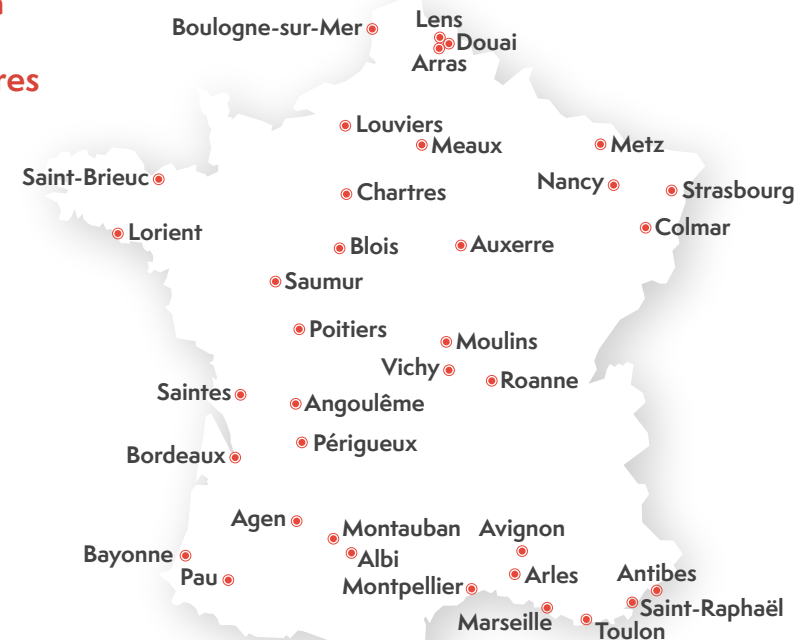 res
Lens
Boulogne-sur-Mer
Douai
Arras
Louviers
Meaux
Metz
Saint-Brieuc
Nancy
Strasbourg
Chartres
Lorient
Colmar
Blois
Auxerre
Saumur
Poitiers
Moulins
Vichy
Roanne
Saintes
Angoulême
Périgueux
Bordeaux
Agen
Montauban
Avignon
Bayonne
Albi
Pau
Arles
Antibes
Montpellier
Saint-Raphaël
Marseille
Toulon